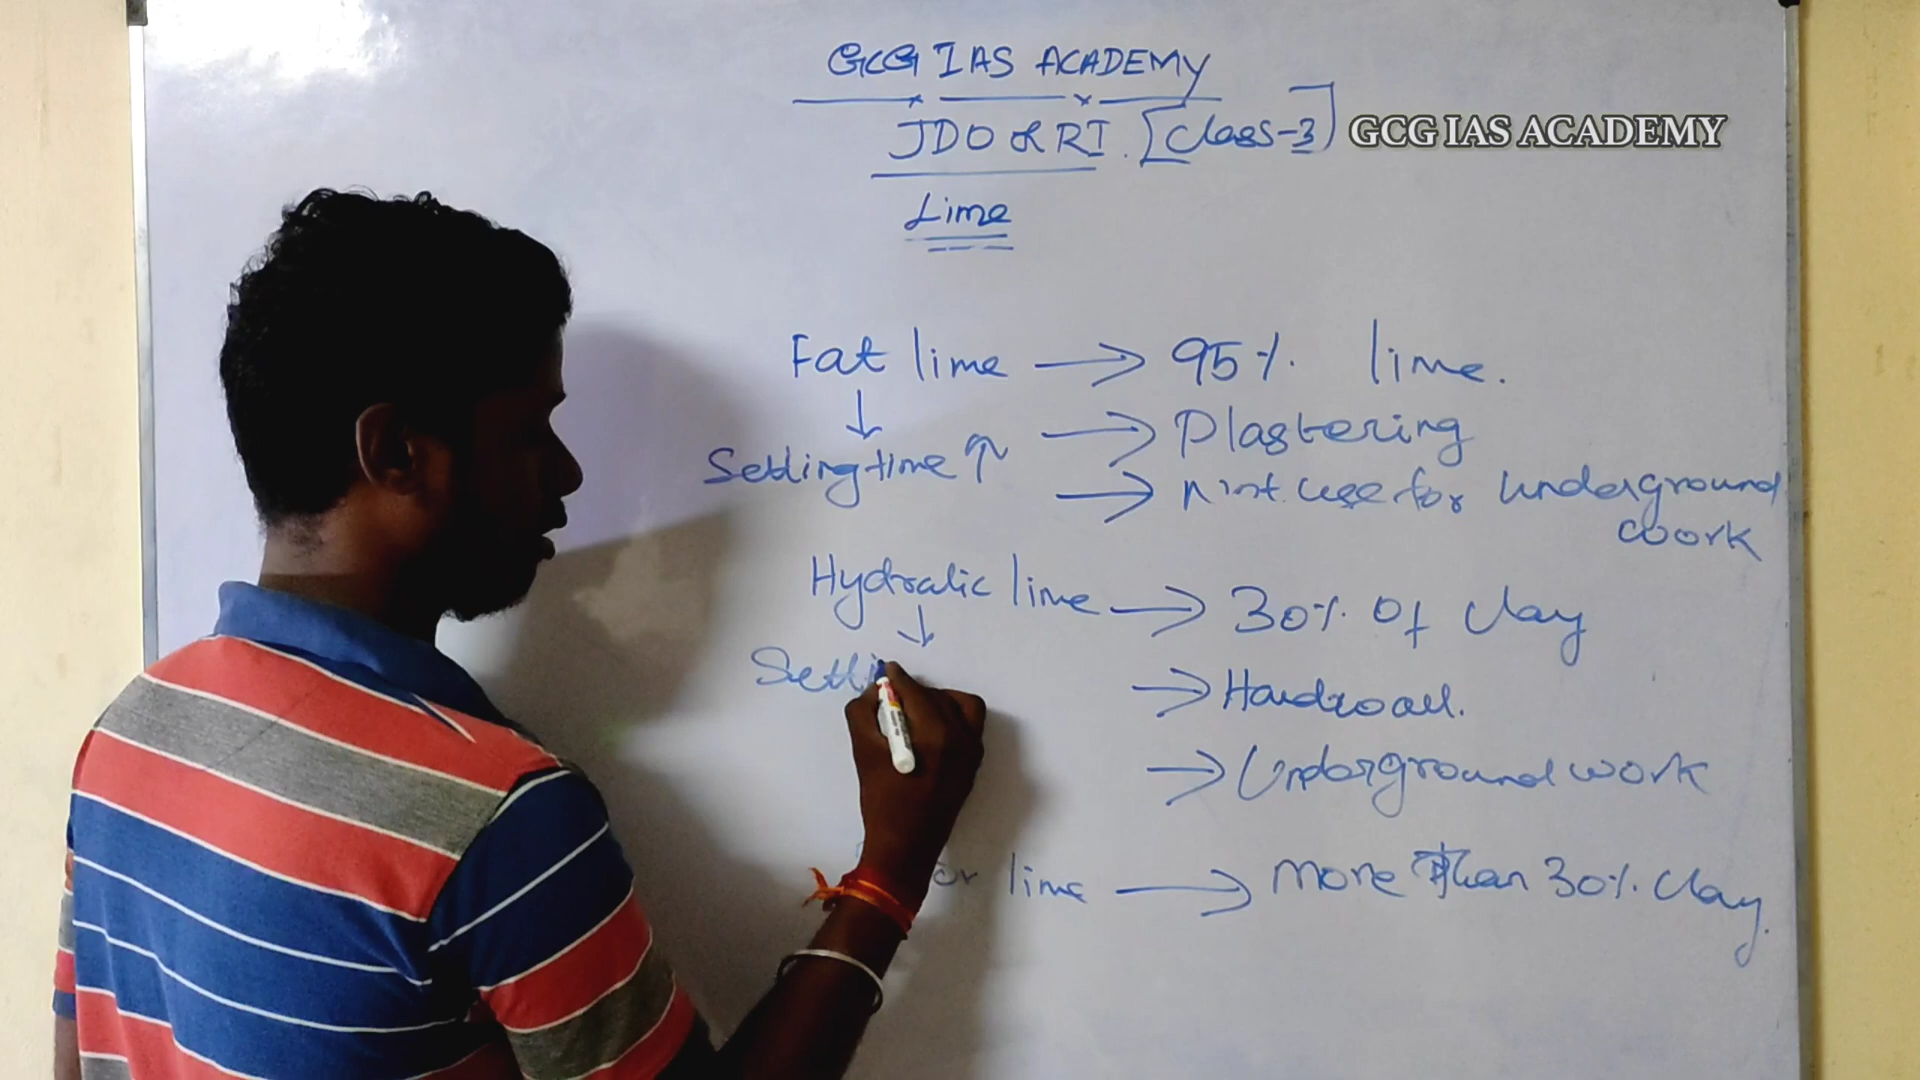 GCG IAS ACADEMY
JDO & RI [Class-3]
GCG IAS ACADEMY
Lime
Fat lime → 95% lime.
Setting time ↑ → Plastering
→ not use for underground
work
Hydralic lime → 30% of clay
Setti
→ Hardwall.
→ Underground work
lime → more than 30% clay.